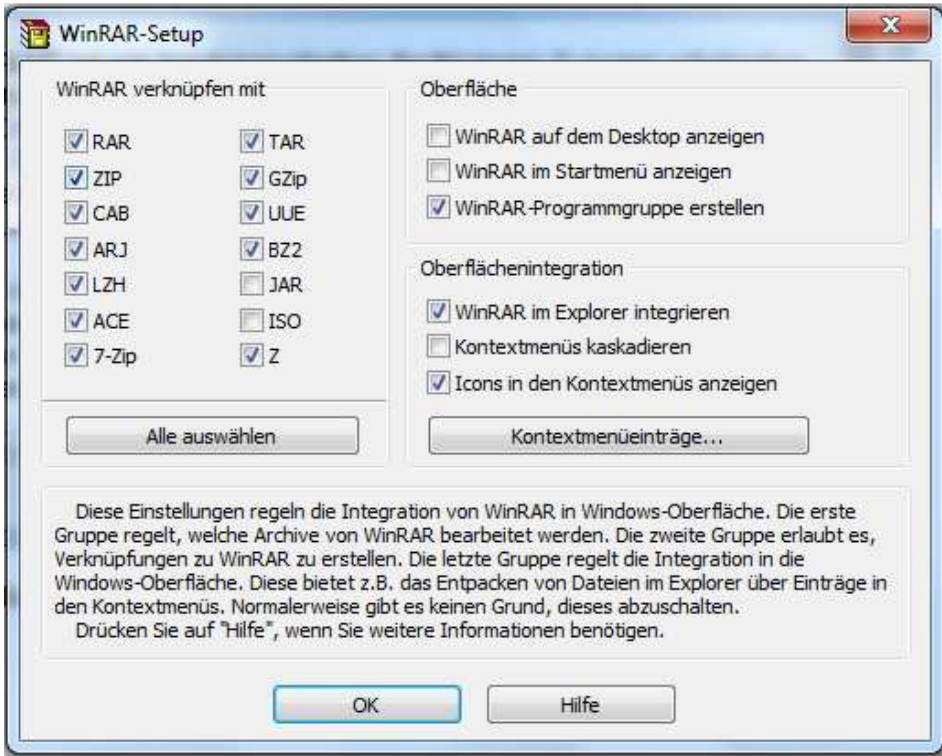 WinRAR-Setup
WinRAR verknüpfen mit
RAR
TAR
ZIP
GZip
CAB
UUE
ARJ
BZ2
LZH
JAR
ACE
ISO
7-Zip
Z
Alle auswählen
Oberfläche
WinRAR auf dem Desktop anzeigen
WinRAR im Startmenü anzeigen
WinRAR-Programmgruppe erstellen
Oberflächenintegration
WinRAR im Explorer integrieren
Kontextmenüs kaskadieren
Icons in den Kontextmenüs anzeigen
Kontextmenüeinträge...
Diese Einstellungen regeln die Integration von WinRAR in Windows-Oberfläche. Die erste
Gruppe regelt, welche Archive von WinRAR bearbeitet werden. Die zweite Gruppe erlaubt es,
Verknüpfungen zu WinRAR zu erstellen. Die letzte Gruppe regelt die Integration in die
Windows-Oberfläche. Diese bietet z.B. das Entpacken von Dateien im Explorer über Einträge in
den Kontextmenüs. Normalerweise gibt es keinen Grund, dieses abzuschalten.
Drücken Sie auf "Hilfe", wenn Sie weitere Informationen benötigen.
OK
Hilfe